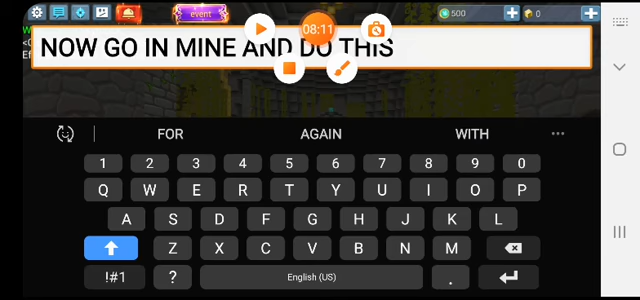 event
500
0
08:11
NOW GO IN MINE AND DO THIS
FOR AGAIN WITH
1 2 3 4 5 6 7 8 9 0
Q W E R T Y U I O P
A S D F G H J K L
Z X C V B N M
!#1 ? English (US) .